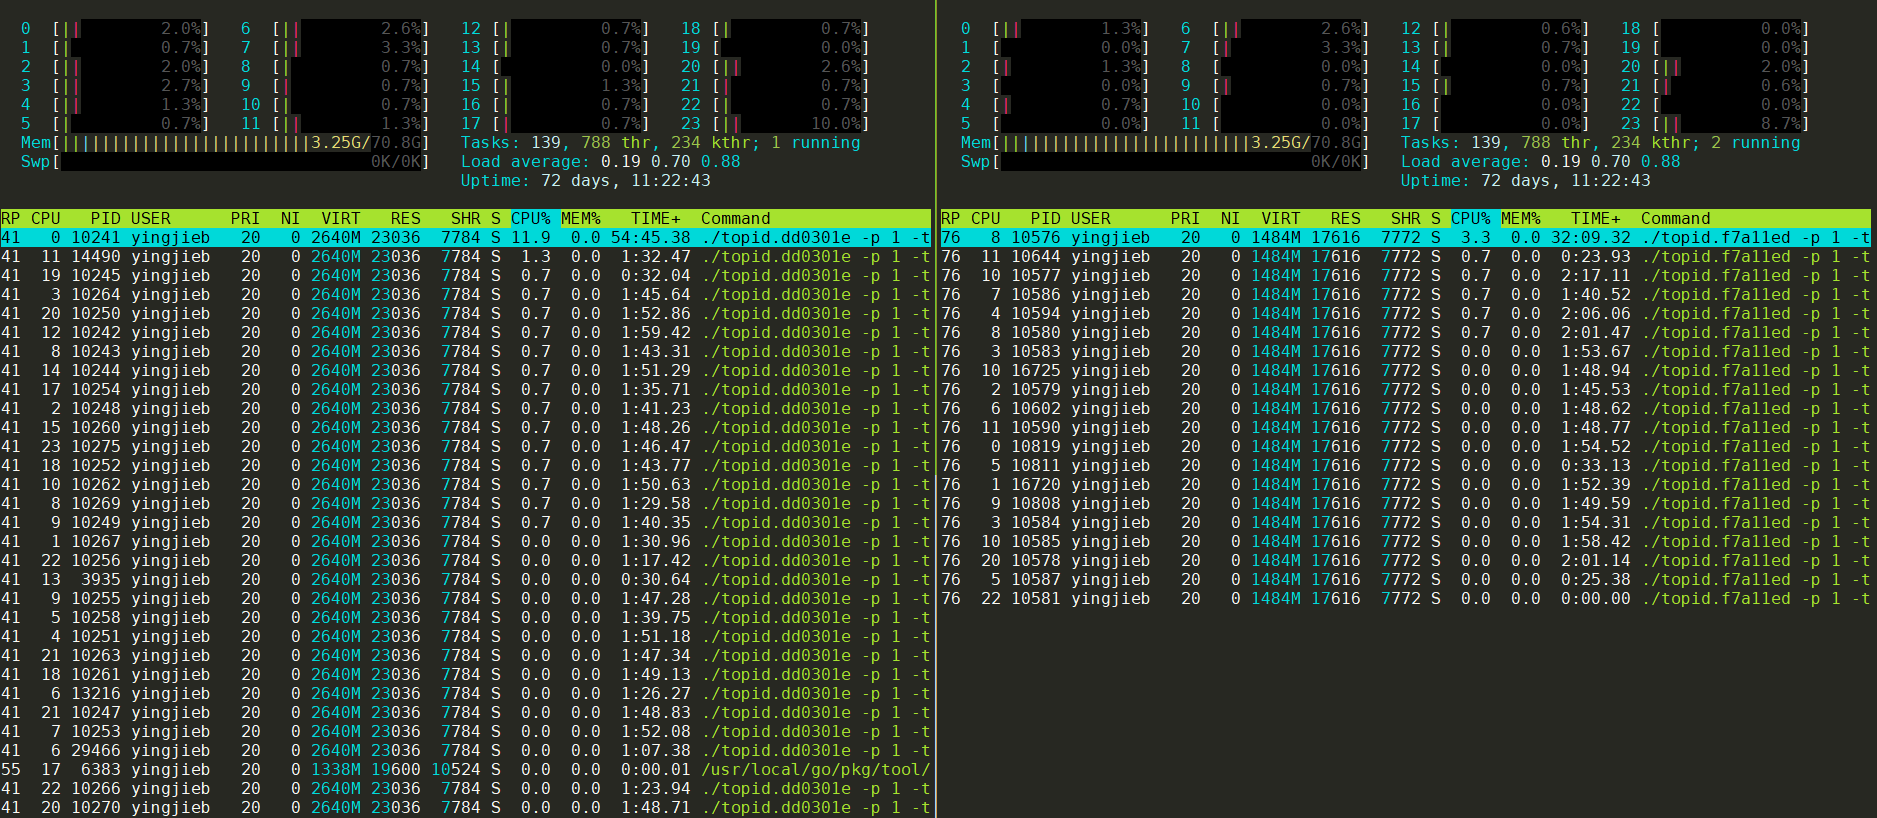 0 [|| 2.0%] 6 [|| 2.6%] 12 [| 0.7%] 18 [| 0.7%]
1 [| 0.7%] 7 [|| 3.3%] 13 [| 0.7%] 19 [ 0.0%]
2 [|| 2.0%] 8 [| 0.7%] 14 [ 0.0%] 20 [|| 2.6%]
3 [|| 2.7%] 9 [| 0.7%] 15 [| 1.3%] 21 [| 0.7%]
4 [|| 1.3%] 10 [| 0.7%] 16 [| 0.7%] 22 [| 0.7%]
5 [| 0.7%] 11 [|| 1.3%] 17 [| 0.7%] 23 [|| 10.0%]
Mem[|||||||||||||||||||||||||3.25G/70.8G] Tasks: 139, 788 thr, 234 kthr; 1 running
Swp[ 0K/0K] Load average: 0.19 0.70 0.88
Uptime: 72 days, 11:22:43
RP CPU PID USER PRI NI VIRT RES SHR S CPU% MEM% TIME+ Command
41 0 10241 yingjieb 20 0 2640M 23036 7784 S 11.9 0.0 54:45.38 ./topid.dd0301e -p 1 -t
41 11 14490 yingjieb 20 0 2640M 23036 7784 S 1.3 0.0 1:32.47 ./topid.dd0301e -p 1 -t
41 19 10245 yingjieb 20 0 2640M 23036 7784 S 0.7 0.0 0:32.04 ./topid.dd0301e -p 1 -t
41 3 10264 yingjieb 20 0 2640M 23036 7784 S 0.7 0.0 1:45.64 ./topid.dd0301e -p 1 -t
41 20 10250 yingjieb 20 0 2640M 23036 7784 S 0.7 0.0 1:52.86 ./topid.dd0301e -p 1 -t
41 12 10242 yingjieb 20 0 2640M 23036 7784 S 0.7 0.0 1:59.42 ./topid.dd0301e -p 1 -t
41 8 10243 yingjieb 20 0 2640M 23036 7784 S 0.7 0.0 1:43.31 ./topid.dd0301e -p 1 -t
41 14 10244 yingjieb 20 0 2640M 23036 7784 S 0.7 0.0 1:51.29 ./topid.dd0301e -p 1 -t
41 17 10254 yingjieb 20 0 2640M 23036 7784 S 0.7 0.0 1:35.71 ./topid.dd0301e -p 1 -t
41 2 10248 yingjieb 20 0 2640M 23036 7784 S 0.7 0.0 1:41.23 ./topid.dd0301e -p 1 -t
41 15 10260 yingjieb 20 0 2640M 23036 7784 S 0.7 0.0 1:48.26 ./topid.dd0301e -p 1 -t
41 23 10275 yingjieb 20 0 2640M 23036 7784 S 0.7 0.0 1:46.47 ./topid.dd0301e -p 1 -t
41 18 10252 yingjieb 20 0 2640M 23036 7784 S 0.7 0.0 1:43.77 ./topid.dd0301e -p 1 -t
41 10 10262 yingjieb 20 0 2640M 23036 7784 S 0.7 0.0 1:50.63 ./topid.dd0301e -p 1 -t
41 8 10269 yingjieb 20 0 2640M 23036 7784 S 0.7 0.0 1:29.58 ./topid.dd0301e -p 1 -t
41 9 10249 yingjieb 20 0 2640M 23036 7784 S 0.7 0.0 1:40.35 ./topid.dd0301e -p 1 -t
41 1 10267 yingjieb 20 0 2640M 23036 7784 S 0.0 0.0 1:30.96 ./topid.dd0301e -p 1 -t
41 22 10256 yingjieb 20 0 2640M 23036 7784 S 0.0 0.0 1:17.42 ./topid.dd0301e -p 1 -t
41 13 3935 yingjieb 20 0 2640M 23036 7784 S 0.0 0.0 0:30.64 ./topid.dd0301e -p 1 -t
41 9 10255 yingjieb 20 0 2640M 23036 7784 S 0.0 0.0 1:47.28 ./topid.dd0301e -p 1 -t
41 5 10258 yingjieb 20 0 2640M 23036 7784 S 0.0 0.0 1:39.75 ./topid.dd0301e -p 1 -t
41 4 10251 yingjieb 20 0 2640M 23036 7784 S 0.0 0.0 1:51.18 ./topid.dd0301e -p 1 -t
41 21 10263 yingjieb 20 0 2640M 23036 7784 S 0.0 0.0 1:47.34 ./topid.dd0301e -p 1 -t
41 18 10261 yingjieb 20 0 2640M 23036 7784 S 0.0 0.0 1:49.13 ./topid.dd0301e -p 1 -t
41 6 13216 yingjieb 20 0 2640M 23036 7784 S 0.0 0.0 1:26.27 ./topid.dd0301e -p 1 -t
41 21 10247 yingjieb 20 0 2640M 23036 7784 S 0.0 0.0 1:48.83 ./topid.dd0301e -p 1 -t
41 7 10253 yingjieb 20 0 2640M 23036 7784 S 0.0 0.0 1:52.08 ./topid.dd0301e -p 1 -t
41 6 29466 yingjieb 20 0 2640M 23036 7784 S 0.0 0.0 1:07.38 ./topid.dd0301e -p 1 -t
55 17 6383 yingjieb 20 0 1338M 19600 10524 S 0.0 0.0 0:00.01 /usr/local/go/pkg/tool/
41 22 10266 yingjieb 20 0 2640M 23036 7784 S 0.0 0.0 1:23.94 ./topid.dd0301e -p 1 -t
41 20 10270 yingjieb 20 0 2640M 23036 7784 S 0.0 0.0 1:48.71 ./topid.dd0301e -p 1 -t
0 [|| 1.3%] 6 [|| 2.6%] 12 [| 0.6%] 18 [ 0.0%]
1 [ 0.0%] 7 [| 3.3%] 13 [| 0.7%] 19 [ 0.0%]
2 [| 1.3%] 8 [ 0.0%] 14 [ 0.0%] 20 [|| 2.0%]
3 [ 0.0%] 9 [| 0.7%] 15 [| 0.7%] 21 [| 0.6%]
4 [| 0.7%] 10 [ 0.0%] 16 [ 0.0%] 22 [ 0.0%]
5 [ 0.0%] 11 [ 0.0%] 17 [ 0.0%] 23 [|| 8.7%]
Mem[|||||||||||||||||||||||||3.25G/70.8G] Tasks: 139, 788 thr, 234 kthr; 2 running
Swp[ 0K/0K] Load average: 0.19 0.70 0.88
Uptime: 72 days, 11:22:43
RP CPU PID USER PRI NI VIRT RES SHR S CPU% MEM% TIME+ Command
76 8 10576 yingjieb 20 0 1484M 17616 7772 S 3.3 0.0 32:09.32 ./topid.f7a11ed -p 1 -t
76 11 10644 yingjieb 20 0 1484M 17616 7772 S 0.7 0.0 0:23.93 ./topid.f7a11ed -p 1 -t
76 10 10577 yingjieb 20 0 1484M 17616 7772 S 0.7 0.0 2:17.11 ./topid.f7a11ed -p 1 -t
76 7 10586 yingjieb 20 0 1484M 17616 7772 S 0.7 0.0 1:40.52 ./topid.f7a11ed -p 1 -t
76 4 10594 yingjieb 20 0 1484M 17616 7772 S 0.7 0.0 2:06.06 ./topid.f7a11ed -p 1 -t
76 8 10580 yingjieb 20 0 1484M 17616 7772 S 0.7 0.0 2:01.47 ./topid.f7a11ed -p 1 -t
76 3 10583 yingjieb 20 0 1484M 17616 7772 S 0.0 0.0 1:53.67 ./topid.f7a11ed -p 1 -t
76 10 16725 yingjieb 20 0 1484M 17616 7772 S 0.0 0.0 1:48.94 ./topid.f7a11ed -p 1 -t
76 2 10579 yingjieb 20 0 1484M 17616 7772 S 0.0 0.0 1:45.53 ./topid.f7a11ed -p 1 -t
76 6 10602 yingjieb 20 0 1484M 17616 7772 S 0.0 0.0 1:48.62 ./topid.f7a11ed -p 1 -t
76 11 10590 yingjieb 20 0 1484M 17616 7772 S 0.0 0.0 1:48.77 ./topid.f7a11ed -p 1 -t
76 0 10819 yingjieb 20 0 1484M 17616 7772 S 0.0 0.0 1:54.52 ./topid.f7a11ed -p 1 -t
76 5 10811 yingjieb 20 0 1484M 17616 7772 S 0.0 0.0 0:33.13 ./topid.f7a11ed -p 1 -t
76 1 16720 yingjieb 20 0 1484M 17616 7772 S 0.0 0.0 1:52.39 ./topid.f7a11ed -p 1 -t
76 9 10808 yingjieb 20 0 1484M 17616 7772 S 0.0 0.0 1:49.59 ./topid.f7a11ed -p 1 -t
76 3 10584 yingjieb 20 0 1484M 17616 7772 S 0.0 0.0 1:54.31 ./topid.f7a11ed -p 1 -t
76 10 10585 yingjieb 20 0 1484M 17616 7772 S 0.0 0.0 1:58.42 ./topid.f7a11ed -p 1 -t
76 20 10578 yingjieb 20 0 1484M 17616 7772 S 0.0 0.0 2:01.14 ./topid.f7a11ed -p 1 -t
76 5 10587 yingjieb 20 0 1484M 17616 7772 S 0.0 0.0 0:25.38 ./topid.f7a11ed -p 1 -t
76 22 10581 yingjieb 20 0 1484M 17616 7772 S 0.0 0.0 0:00.00 ./topid.f7a11ed -p 1 -t